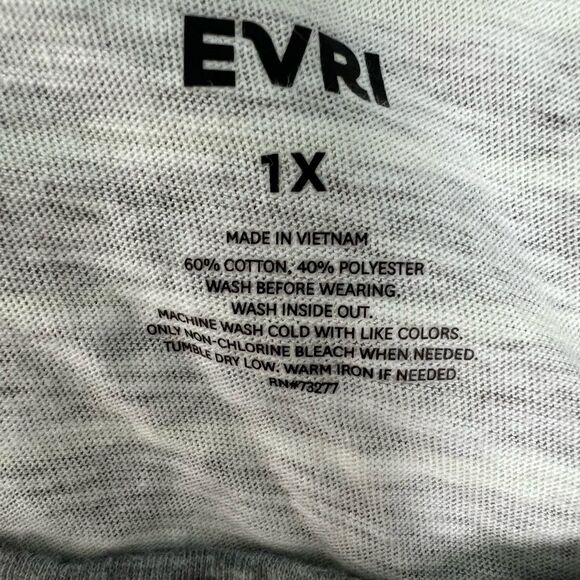 EVRI
1X
MADE IN VIETNAM
60% COTTON, 40% POLYESTER
WASH BEFORE WEARING.
WASH INSIDE OUT.
MACHINE WASH COLD WITH LIKE COLORS.
ONLY NON-CHLORINE BLEACH WHEN NEEDED.
TUMBLE DRY LOW, WARM IRON IF NEEDED.
RN#73277